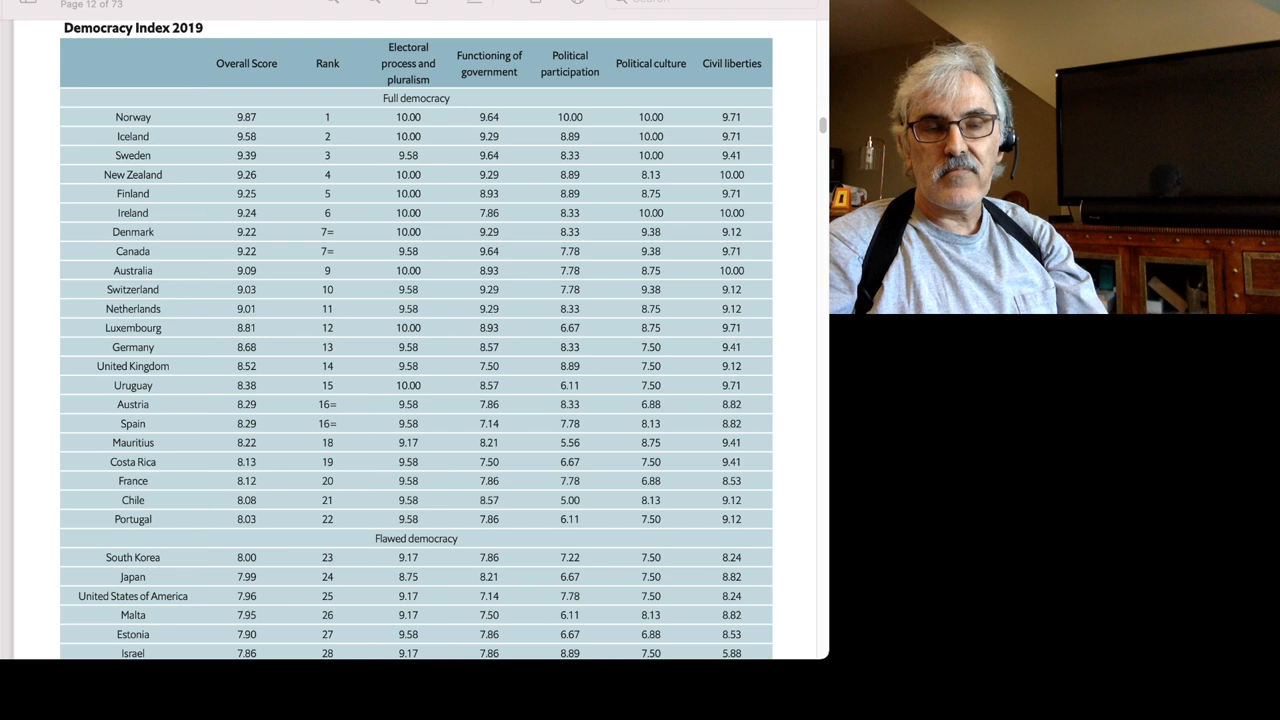 Page 12 of 73
Search
Democracy Index 2019
Overall Score Rank Electoral process and pluralism Functioning of government Political participation Political culture Civil liberties
Full democracy
Norway 9.87 1 10.00 9.64 10.00 10.00 9.71
Iceland 9.58 2 10.00 9.29 8.89 10.00 9.71
Sweden 9.39 3 9.58 9.64 8.33 10.00 9.41
New Zealand 9.26 4 10.00 9.29 8.89 8.13 10.00
Finland 9.25 5 10.00 8.93 8.89 8.75 9.71
Ireland 9.24 6 10.00 7.86 8.33 10.00 10.00
Denmark 9.22 7= 10.00 9.29 8.33 9.38 9.12
Canada 9.22 7= 9.58 9.64 7.78 9.38 9.71
Australia 9.09 9 10.00 8.93 7.78 8.75 10.00
Switzerland 9.03 10 9.58 9.29 7.78 9.38 9.12
Netherlands 9.01 11 9.58 9.29 8.33 8.75 9.12
Luxembourg 8.81 12 10.00 8.93 6.67 8.75 9.71
Germany 8.68 13 9.58 8.57 8.33 7.50 9.41
United Kingdom 8.52 14 9.58 7.50 8.89 7.50 9.12
Uruguay 8.38 15 10.00 8.57 6.11 7.50 9.71
Austria 8.29 16= 9.58 7.86 8.33 6.88 8.82
Spain 8.29 16= 9.58 7.14 7.78 8.13 8.82
Mauritius 8.22 18 9.17 8.21 5.56 8.75 9.41
Costa Rica 8.13 19 9.58 7.50 6.67 7.50 9.41
France 8.12 20 9.58 7.86 7.78 6.88 8.53
Chile 8.08 21 9.58 8.57 5.00 8.13 9.12
Portugal 8.03 22 9.58 7.86 6.11 7.50 9.12
Flawed democracy
South Korea 8.00 23 9.17 7.86 7.22 7.50 8.24
Japan 7.99 24 8.75 8.21 6.67 7.50 8.82
United States of America 7.96 25 9.17 7.14 7.78 7.50 8.24
Malta 7.95 26 9.17 7.50 6.11 8.13 8.82
Estonia 7.90 27 9.58 7.86 6.67 6.88 8.53
Israel 7.86 28 9.17 7.86 8.89 7.50 5.88